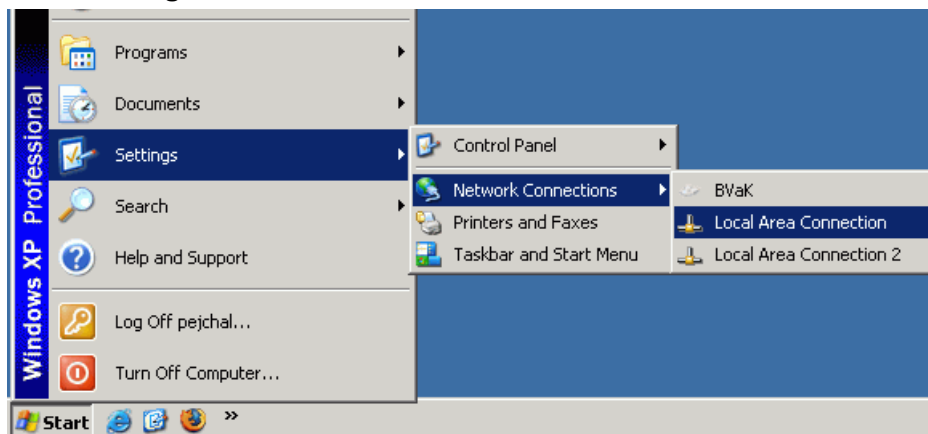 Windows XP Professional
Programs
Documents
Settings
Search
Help and Support
Log Off pejchal...
Turn Off Computer...
Control Panel
Network Connections
Printers and Faxes
Taskbar and Start Menu
BVaK
Local Area Connection
Local Area Connection 2
Start
»